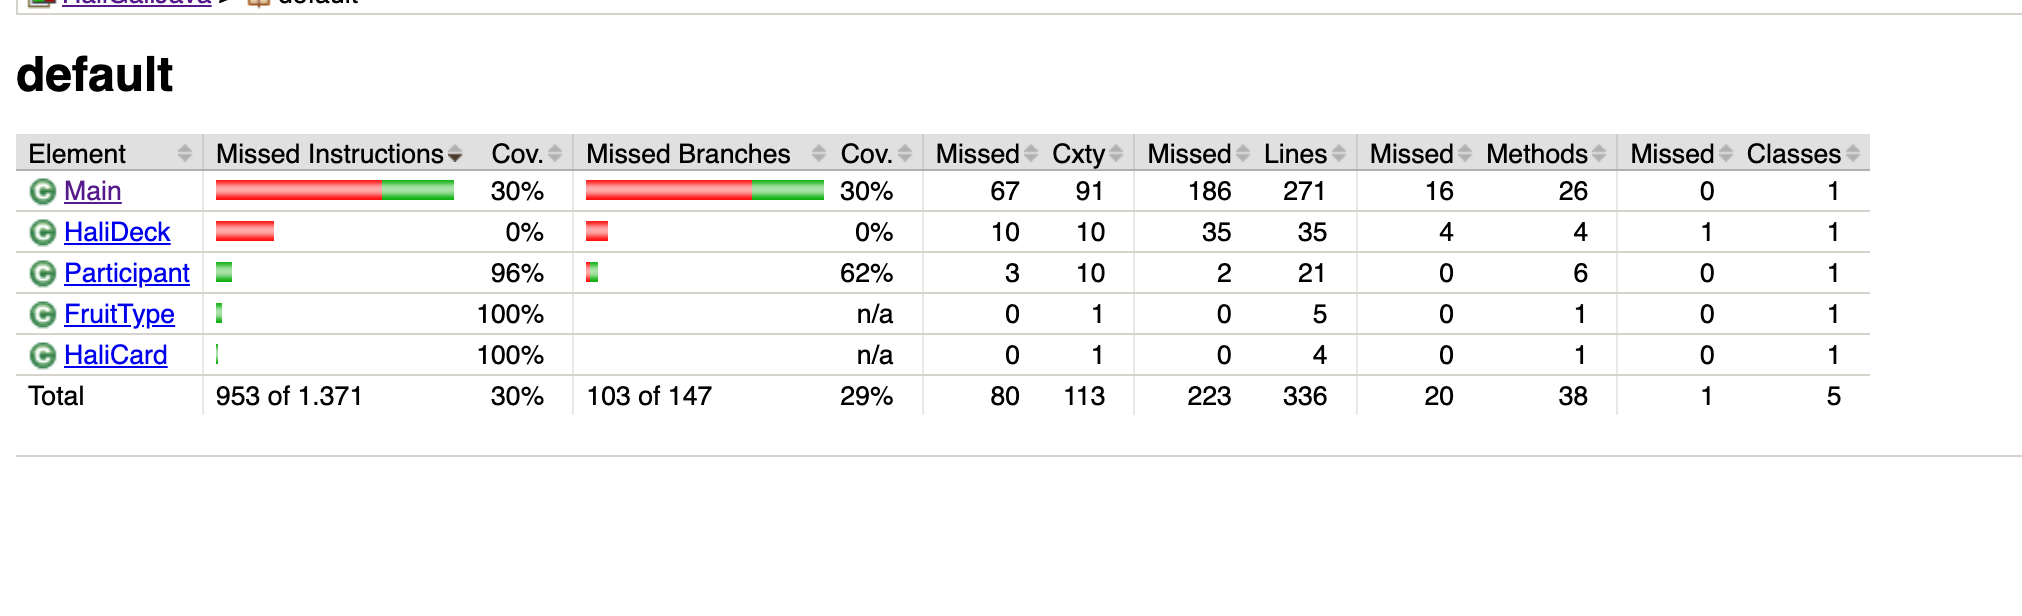 HaliGaliJava > default
default
Element Missed Instructions Cov. Missed Branches Cov. Missed Cxty Missed Lines Missed Methods Missed Classes
Main 30% 30% 67 91 186 271 16 26 0 1
HaliDeck 0% 0% 10 10 35 35 4 4 1 1
Participant 96% 62% 3 10 2 21 0 6 0 1
FruitType 100% n/a 0 1 0 5 0 1 0 1
HaliCard 100% n/a 0 1 0 4 0 1 0 1
Total 953 of 1.371 30% 103 of 147 29% 80 113 223 336 20 38 1 5